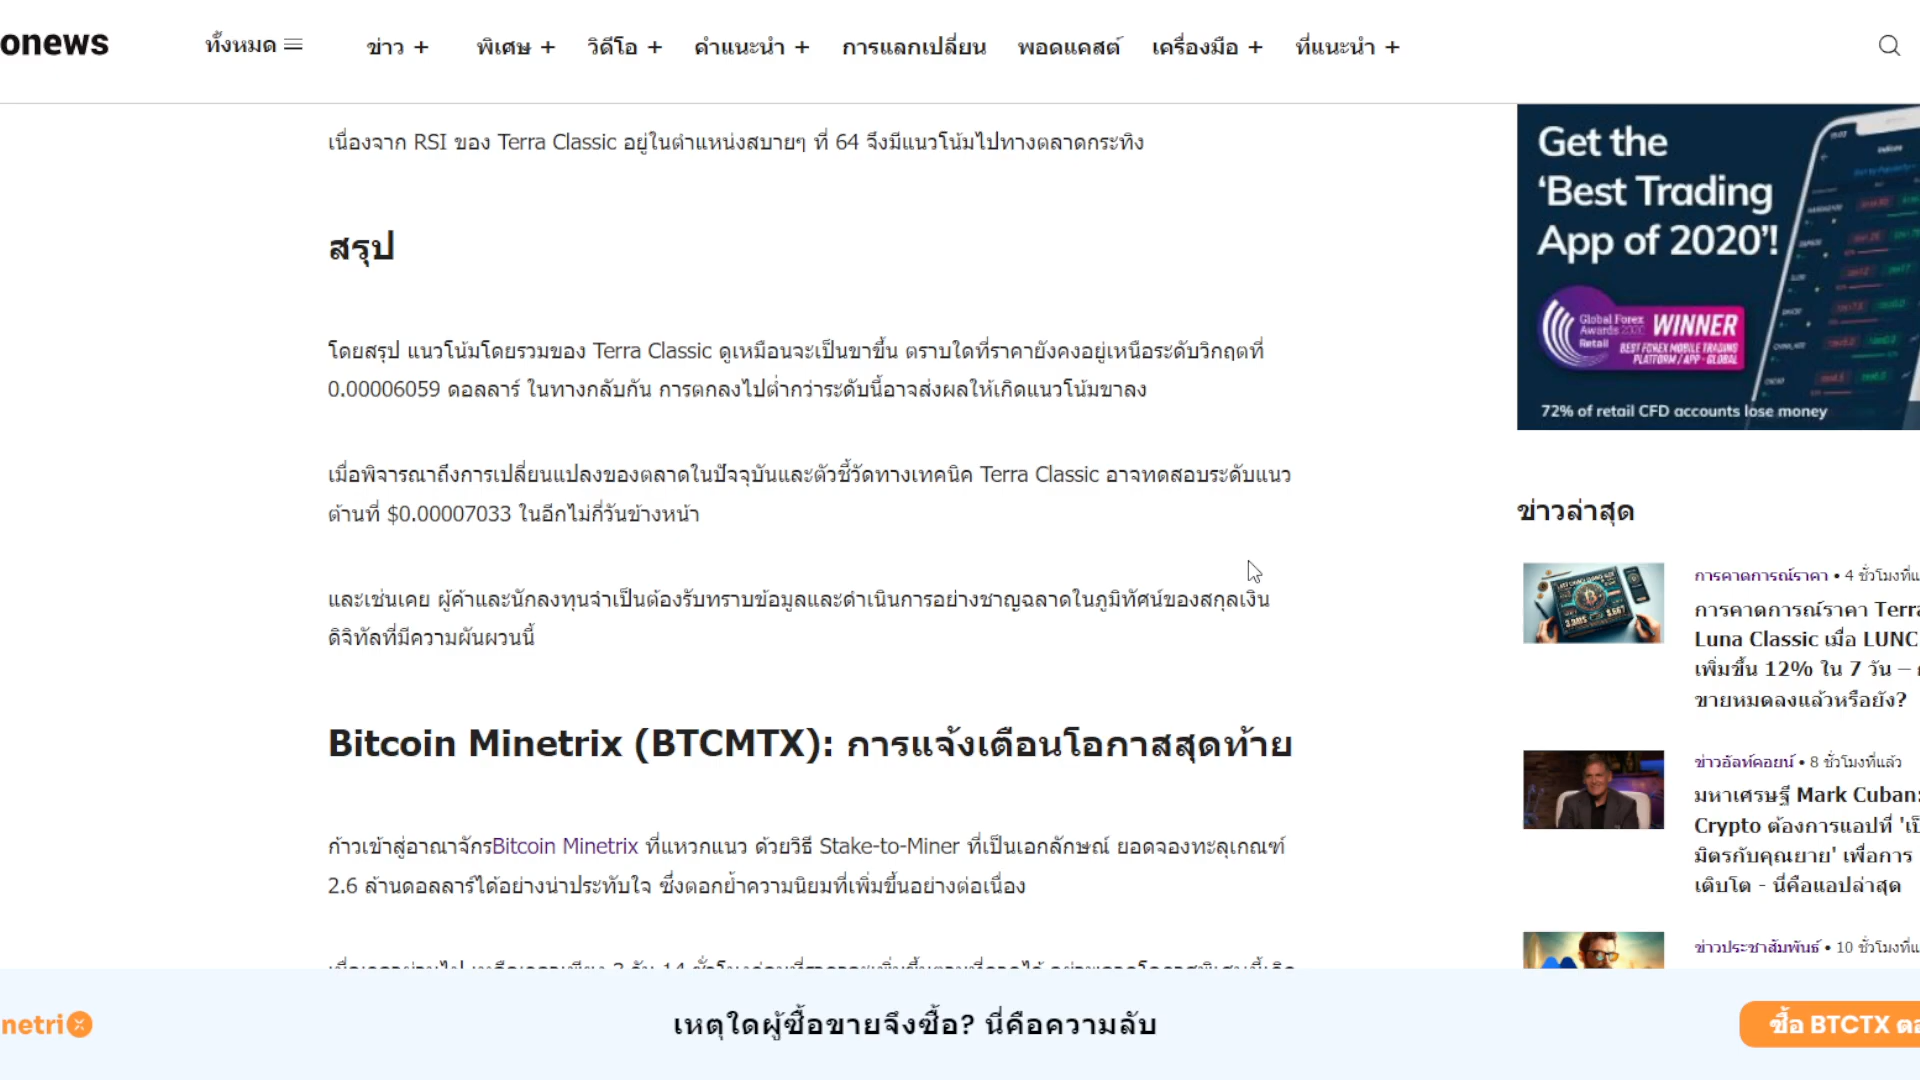 onews
ทั้งหมด
ข่าว +
พิเศษ +
วิดีโอ +
คำแนะนำ +
การแลกเปลี่ยน
พอดแคสต์
เครื่องมือ +
ที่แนะนำ +
เนื่องจาก RSI ของ Terra Classic อยู่ในตำแหน่งสบายๆ ที่ 64 จึงมีแนวโน้มไปทางตลาดกระทิง
สรุป
โดยสรุป แนวโน้มโดยรวมของ Terra Classic ดูเหมือนจะเป็นขาขึ้น ตราบใดที่ราคายังคงอยู่เหนือระดับวิกฤตที่
0.00006059 ดอลลาร์ ในทางกลับกัน การตกลงไปต่ำกว่าระดับนี้อาจส่งผลให้เกิดแนวโน้มขาลง
เมื่อพิจารณาถึงการเปลี่ยนแปลงของตลาดในปัจจุบันและตัวชี้วัดทางเทคนิค Terra Classic อาจทดสอบระดับแนว
ต้านที่ $0.00007033 ในอีกไม่กี่วันข้างหน้า
และเช่นเคย ผู้ค้าและนักลงทุนจำเป็นต้องรับทราบข้อมูลและดำเนินการอย่างชาญฉลาดในภูมิทัศน์ของสกุลเงิน
ดิจิทัลที่มีความผันผวนนี้
Bitcoin Minetrix (BTCMTX): การแจ้งเตือนโอกาสสุดท้าย
ก้าวเข้าสู่อาณาจักรBitcoin Minetrix ที่แหวกแนว ด้วยวิธี Stake-to-Miner ที่เป็นเอกลักษณ์ ยอดจองทะลุเกณฑ์
2.6 ล้านดอลลาร์ได้อย่างน่าประทับใจ ซึ่งตอกย้ำความนิยมที่เพิ่มขึ้นอย่างต่อเนื่อง
Get the
'Best Trading
App of 2020'!
Global Forex
Awards 2020
Retail
WINNER
BEST FOREX MOBILE TRADING
PLATFORM / APP - GLOBAL
72% of retail CFD accounts lose money
ข่าวล่าสุด
การคาดการณ์ราคา • 4 ชั่วโมงที่แ
การคาดการณ์ราคา Terra
Luna Classic เมื่อ LUNC
เพิ่มขึ้น 12% ใน 7 วัน –
ขายหมดลงแล้วหรือยัง?
ข่าวอัลท์คอยน์ • 8 ชั่วโมงที่แล้ว
มหาเศรษฐี Mark Cuban:
Crypto ต้องการแอปที่ 'เป็
มิตรกับคุณยาย' เพื่อการ
เติบโต - นี่คือแอปล่าสุด
ข่าวประชาสัมพันธ์ • 10 ชั่วโมงที่แ
netrix
เหตุใดผู้ซื้อขายจึงซื้อ? นี่คือความลับ
ซื้อ BTCTX ตอ